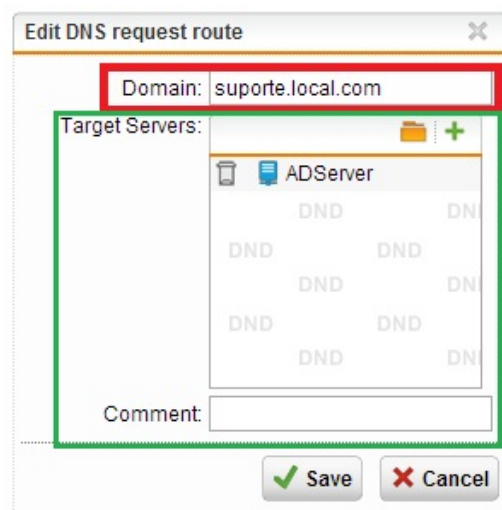 Edit DNS request route
Domain: suporte.local.com
Target Servers:
ADServer
DND DND
DND DND
DND DND
DND DND
DND DND
Comment:
Save Cancel